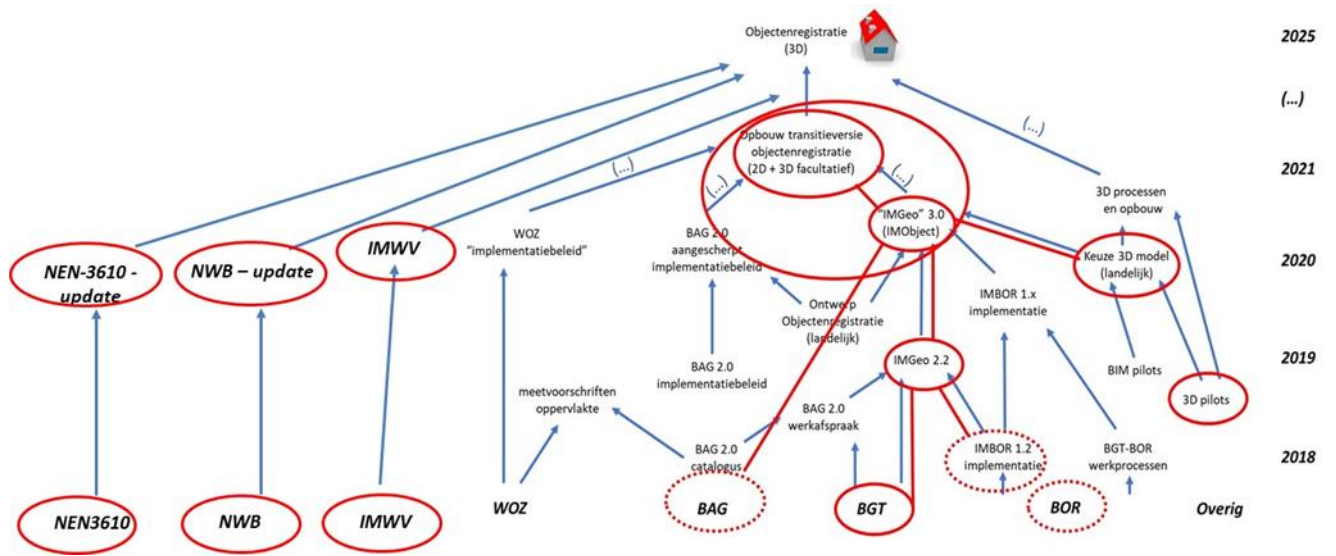 Objectenregistratie
(3D)
2025
(...)
(...)
Opbouw transitieversie
objectenregistratie
(2D + 3D facultatief)
(...)
(...)
(...)
2021
3D processen
en opbouw
"IMGeo" 3.0
(IMObject)
WOZ
"implementatiebeleid"
BAG 2.0
aangescherpt
implementatiebeleid
IMWV
NEN-3610 -
update
NWB – update
Keuze 3D model
(landelijk)
2020
Ontwerp
Objectenregistratie
(landelijk)
IMBOR 1.x
implementatie
2019
IMGeo 2.2
BAG 2.0
implementatiebeleid
BIM pilots
3D pilots
meetvoorschriften
oppervlakte
BAG 2.0
werkafspraak
BAG 2.0
catalogus
IMBOR 1.2
implementatie
BGT-BOR
werkprocessen
2018
NEN3610
NWB
IMWV
WOZ
BAG
BGT
BOR
Overig